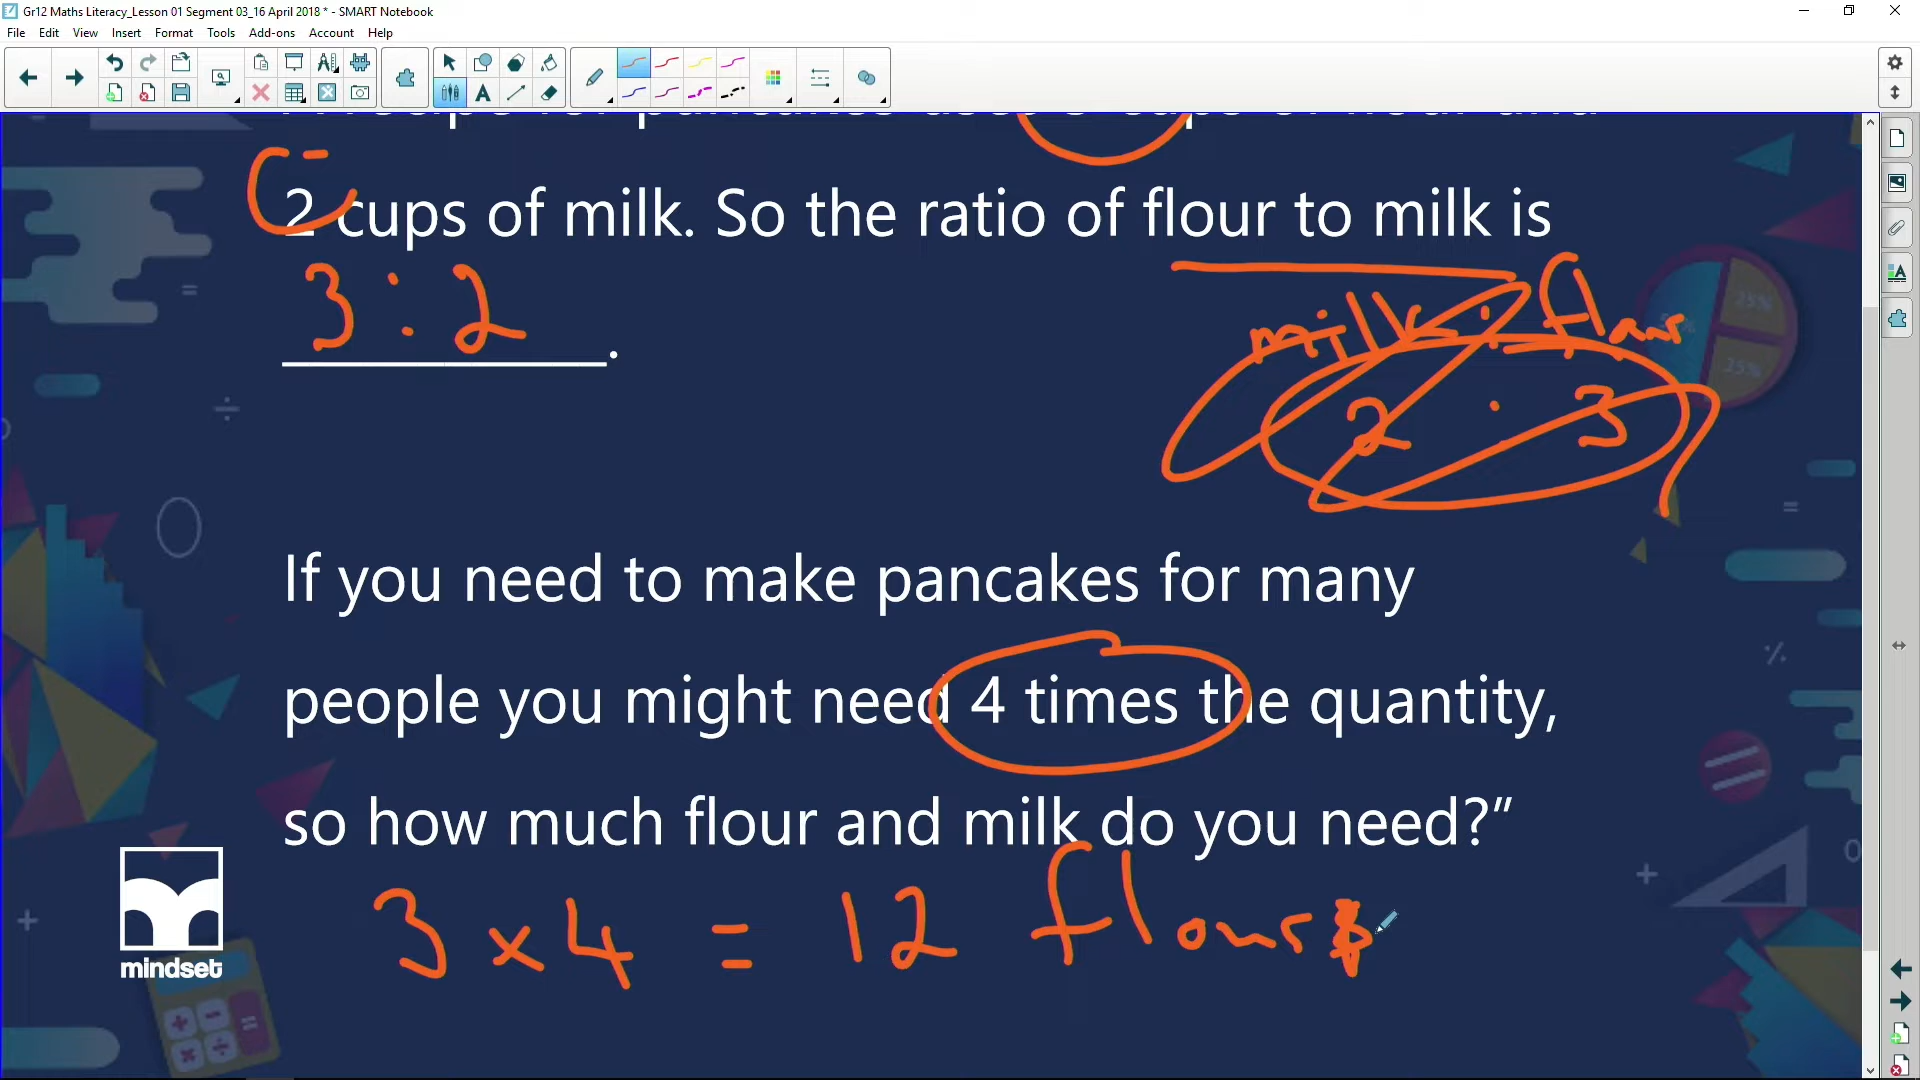 Gr12 Maths Literacy_Lesson 01 Segment 03_16 April 2018 * - SMART Notebook
File Edit View Insert Format Tools Add-ons Account Help
2 cups of milk. So the ratio of flour to milk is
3 : 2
milk : flour
2 : 3
If you need to make pancakes for many
people you might need 4 times the quantity,
so how much flour and milk do you need?”
3 × 4 = 12 flour
mindset
25%
25%